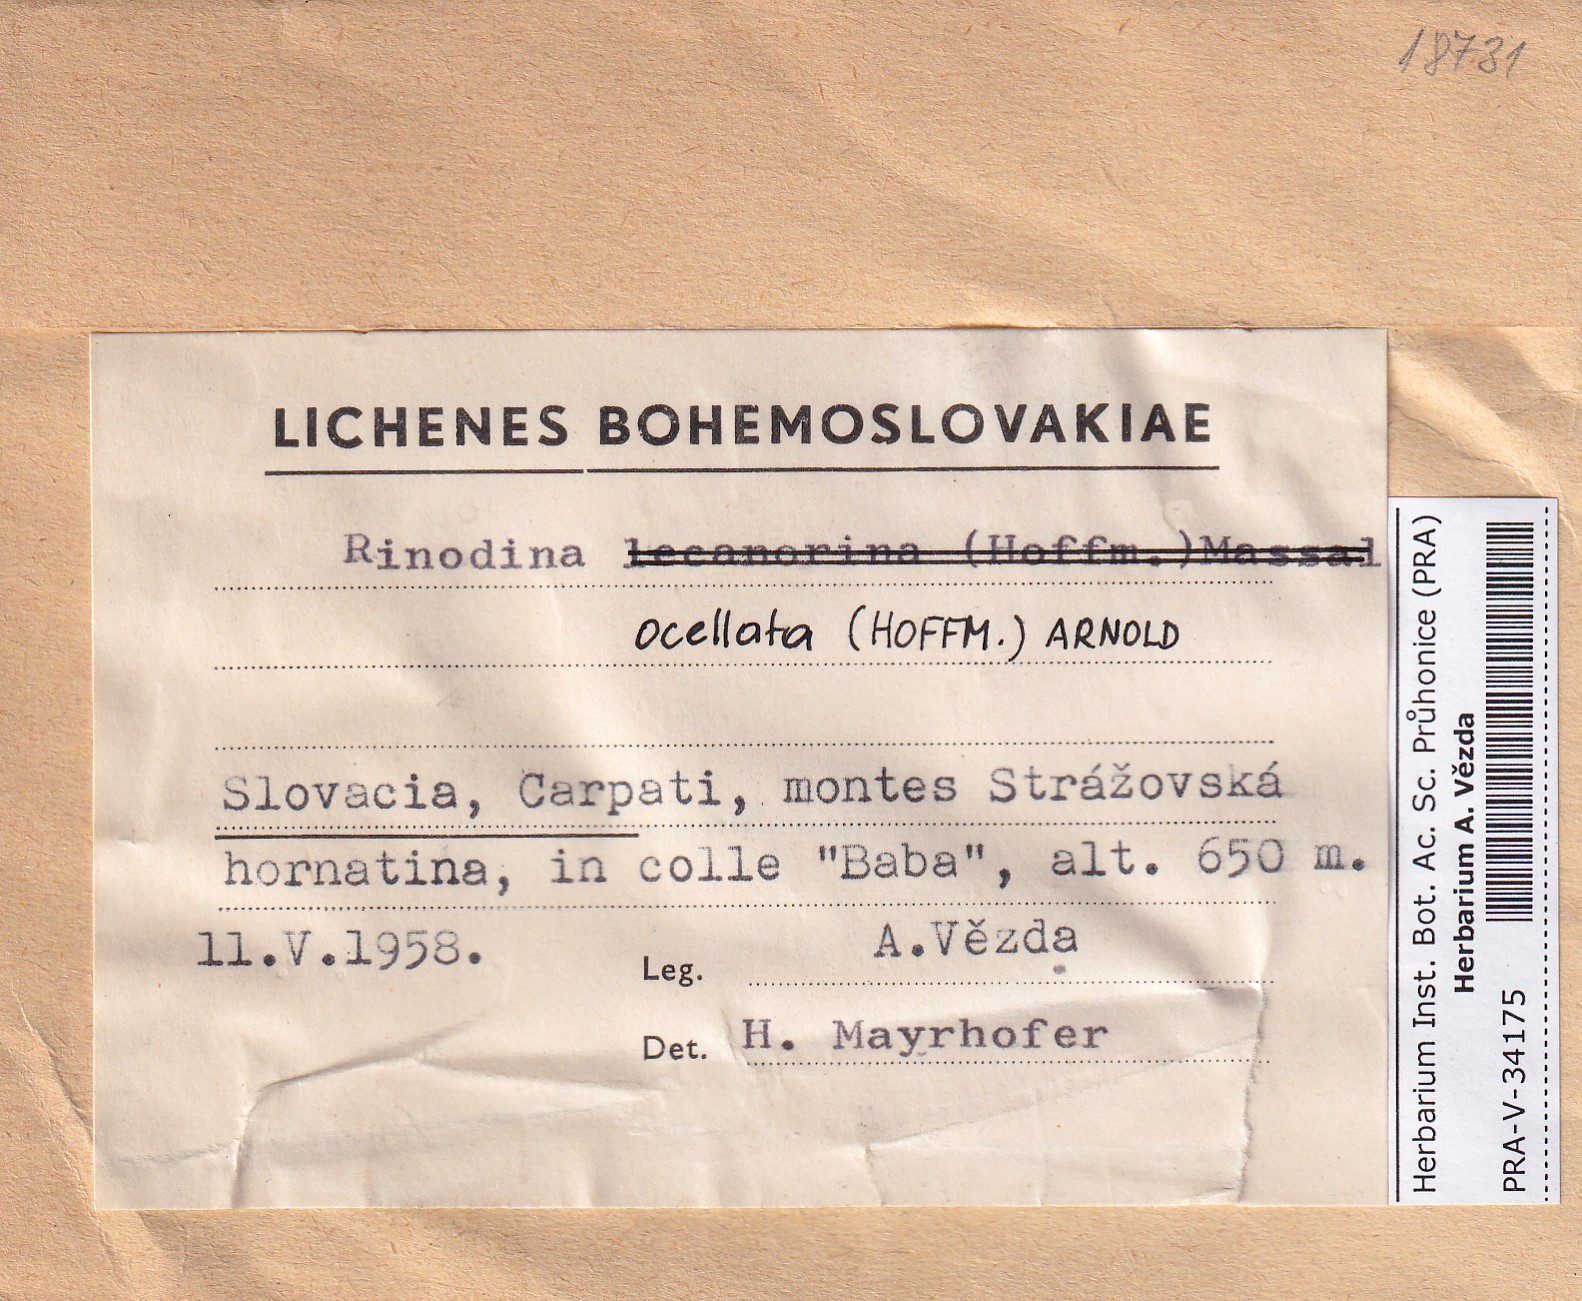 18731
LICHENES BOHEMOSLOVAKIAE
Rinodina lecanorina (Hoffm.)Massal
ocellata (HOFFM.) ARNOLD
Slovacia, Carpati, montes Strážovská
hornatina, in colle "Baba", alt. 650 m.
11.V.1958. Leg. A.Vězda
Det. H. Mayrhofer
Herbarium Inst. Bot. Ac. Sc. Průhonice (PRA)
Herbarium A. Vězda
PRA-V-34175